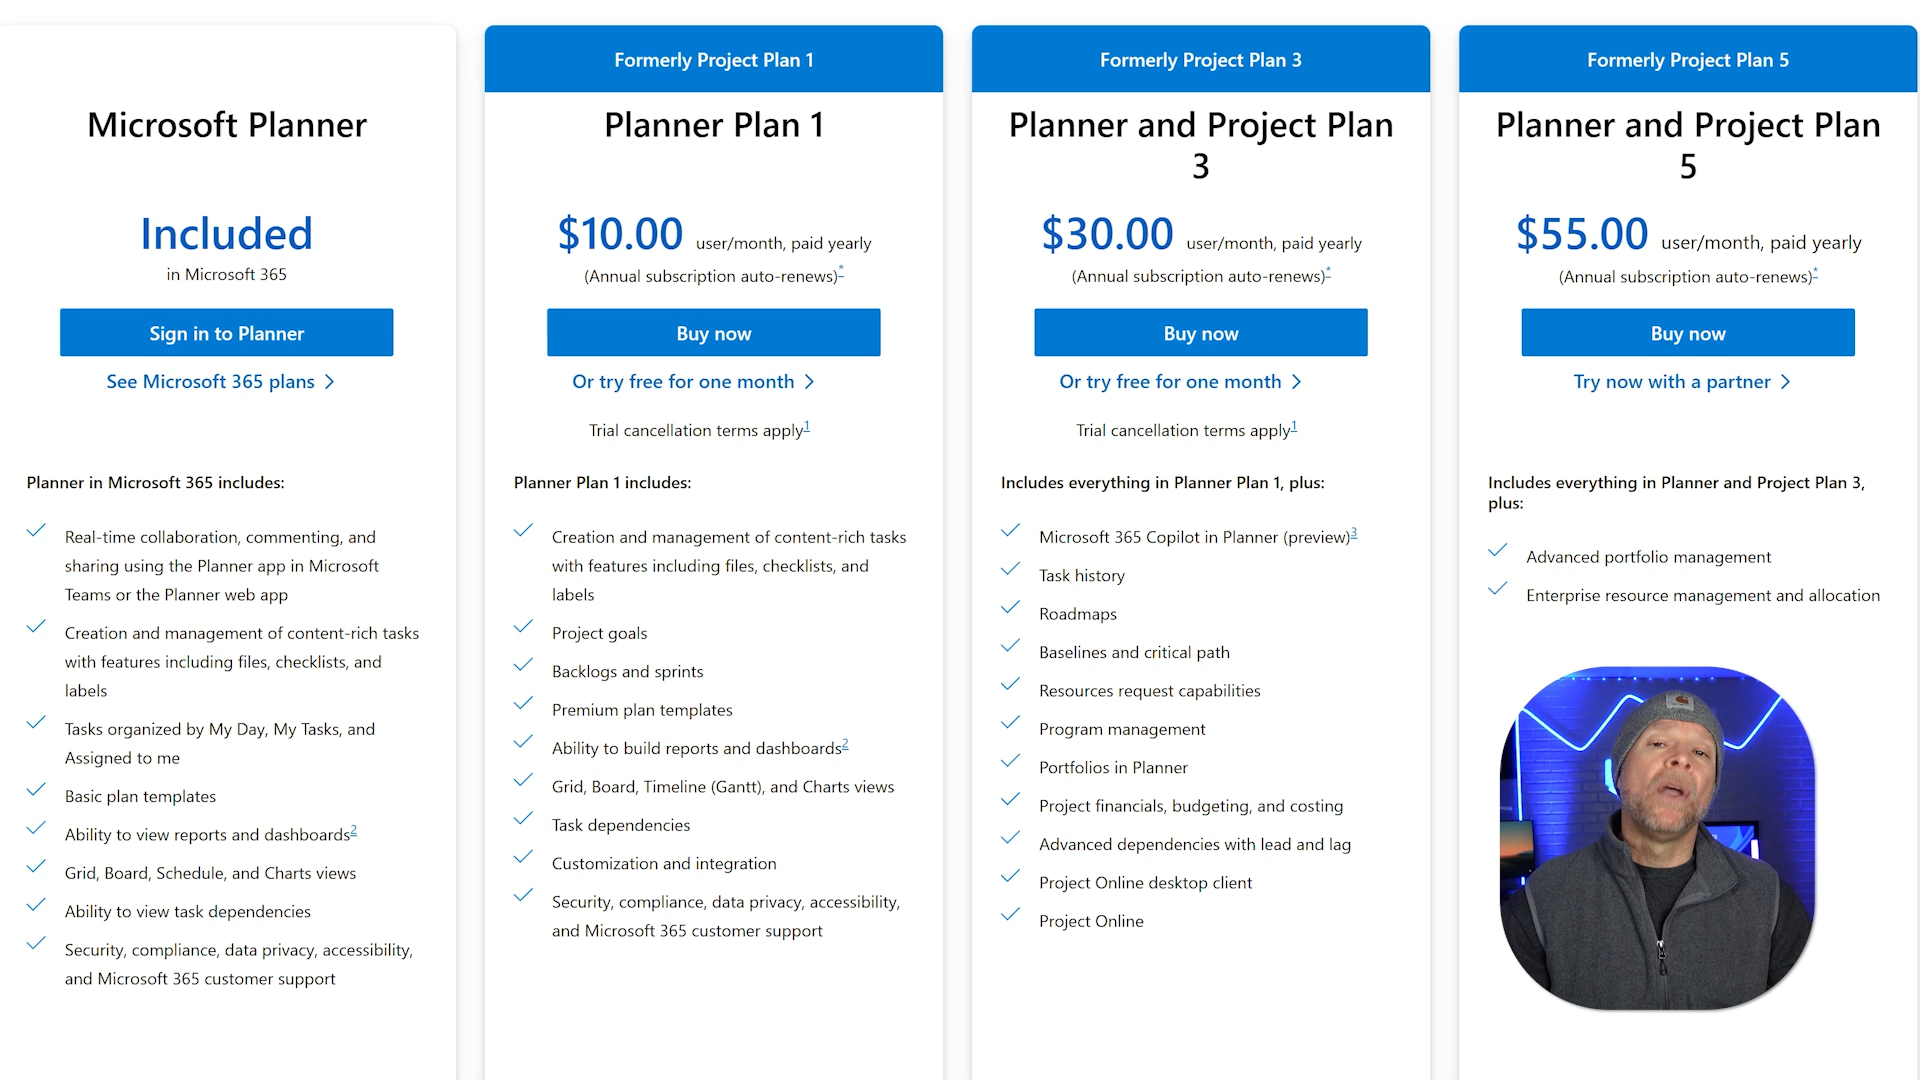 Microsoft Planner
Included
in Microsoft 365
Sign in to Planner
See Microsoft 365 plans
Planner in Microsoft 365 includes:
Real-time collaboration, commenting, and
sharing using the Planner app in Microsoft
Teams or the Planner web app
Creation and management of content-rich tasks
with features including files, checklists, and
labels
Tasks organized by My Day, My Tasks, and
Assigned to me
Basic plan templates
Ability to view reports and dashboards2
Grid, Board, Schedule, and Charts views
Ability to view task dependencies
Security, compliance, data privacy, accessibility,
and Microsoft 365 customer support
Formerly Project Plan 1
Planner Plan 1
$10.00 user/month, paid yearly
(Annual subscription auto-renews)*
Buy now
Or try free for one month
Trial cancellation terms apply1
Planner Plan 1 includes:
Creation and management of content-rich tasks
with features including files, checklists, and
labels
Project goals
Backlogs and sprints
Premium plan templates
Ability to build reports and dashboards2
Grid, Board, Timeline (Gantt), and Charts views
Task dependencies
Customization and integration
Security, compliance, data privacy, accessibility,
and Microsoft 365 customer support
Formerly Project Plan 3
Planner and Project Plan
3
$30.00 user/month, paid yearly
(Annual subscription auto-renews)*
Buy now
Or try free for one month
Trial cancellation terms apply1
Includes everything in Planner Plan 1, plus:
Microsoft 365 Copilot in Planner (preview)3
Task history
Roadmaps
Baselines and critical path
Resources request capabilities
Program management
Portfolios in Planner
Project financials, budgeting, and costing
Advanced dependencies with lead and lag
Project Online desktop client
Project Online
Formerly Project Plan 5
Planner and Project Plan
5
$55.00 user/month, paid yearly
(Annual subscription auto-renews)*
Buy now
Try now with a partner
Includes everything in Planner and Project Plan 3,
plus:
Advanced portfolio management
Enterprise resource management and allocation